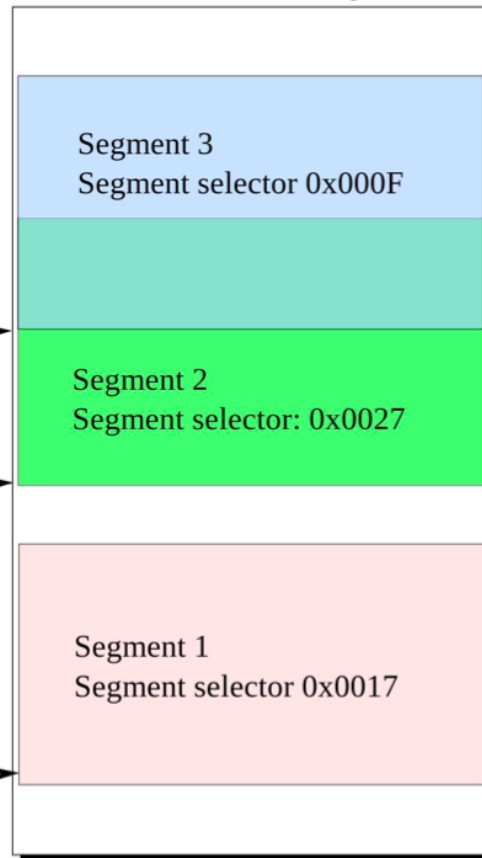 Segment 3
Segment selector 0x000F
Segment 2
Segment selector: 0x0027
Segment 1
Segment selector 0x0017